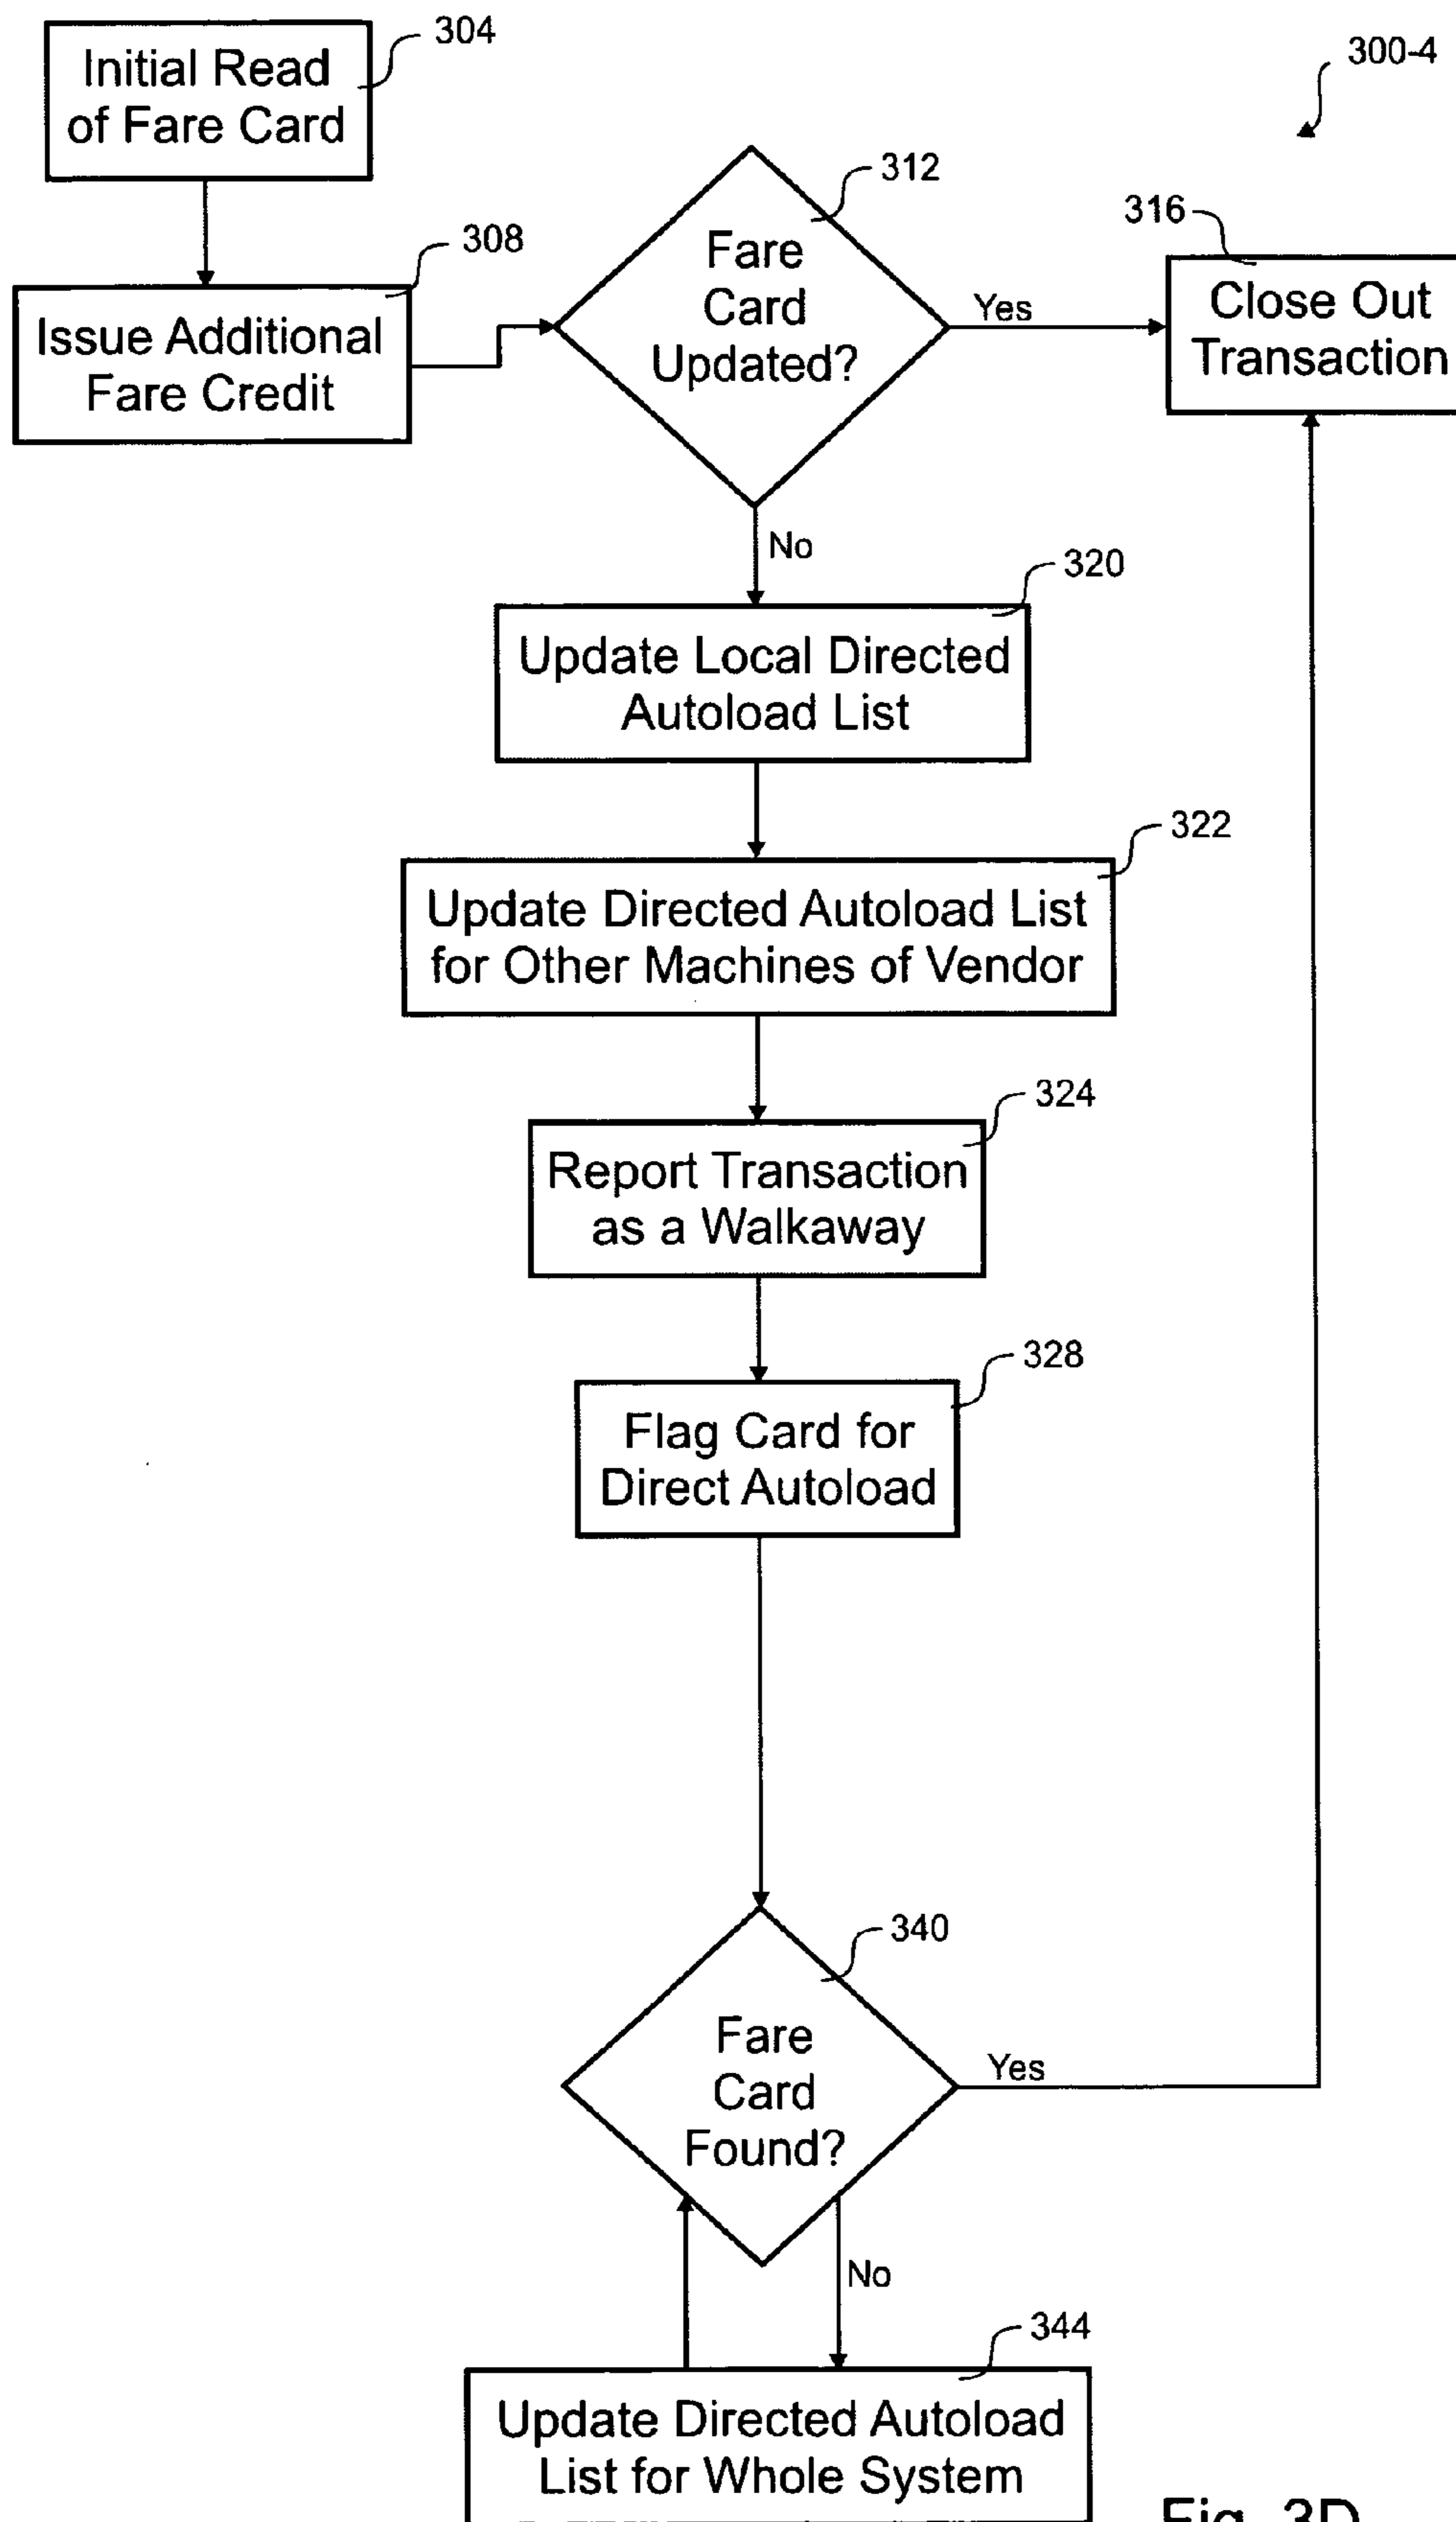 304
Initial Read
of Fare Card
300-4
312
316
308
Fare
Card
Updated?
Yes
Close Out
Transaction
Issue Additional
Fare Credit
No
320
Update Local Directed
Autoload List
322
Update Directed Autoload List
for Other Machines of Vendor
324
Report Transaction
as a Walkaway
328
Flag Card for
Direct Autoload
340
Fare
Card
Found?
Yes
No
344
Update Directed Autoload
List for Whole System
Fig. 3D